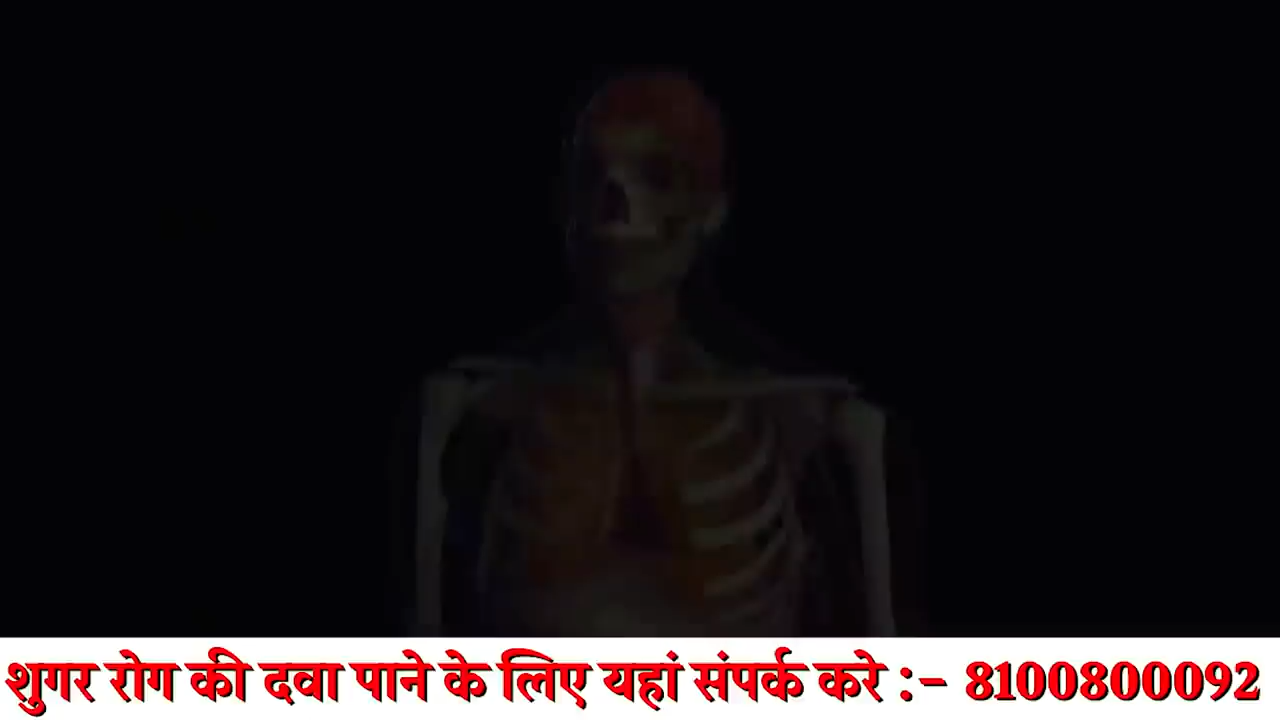 शुगर रोग की दवा पाने के लिए यहां संपर्क करे :- 8100800092